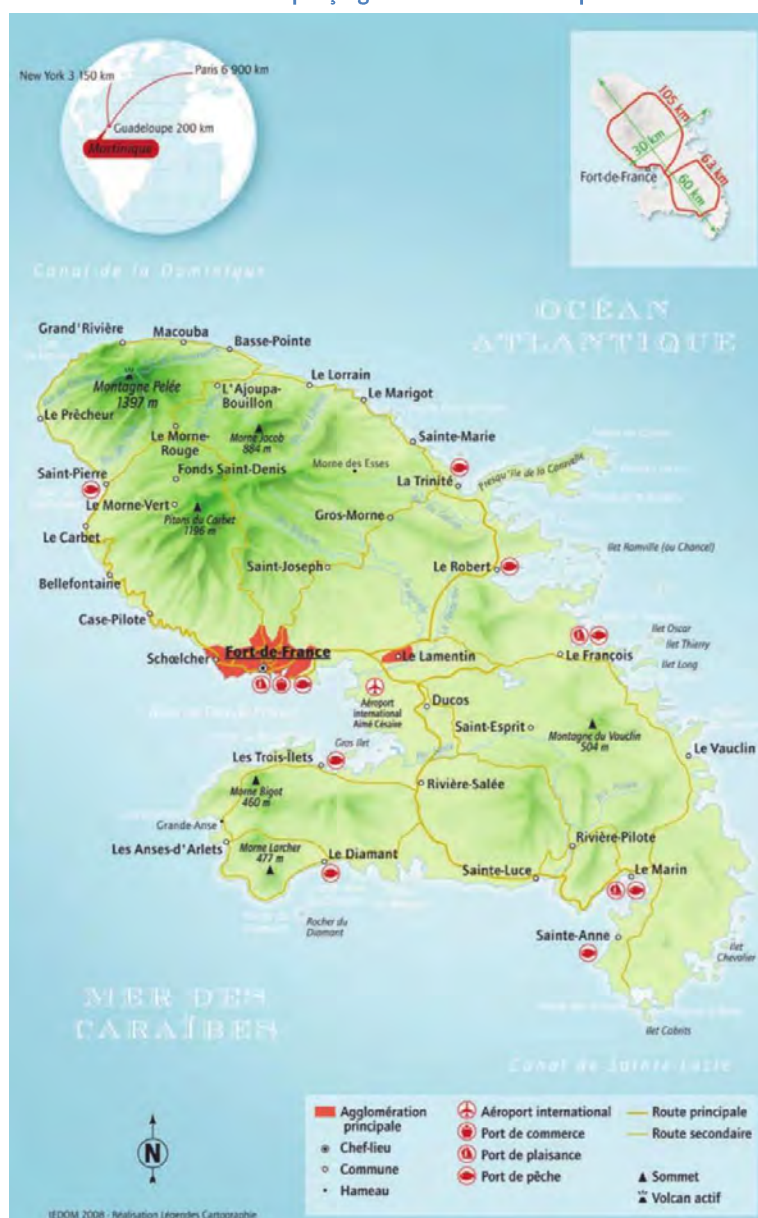 New York 3 150 km
Paris 6 900 km
Guadeloupe 200 km
Martinique
105 km
30 km
63 km
Fort-de-France
60 km
Canal de la Dominique
OCÉAN
ATLANTIQUE
Grand'Rivière
Macouba
Basse-Pointe
Montagne Pelée
1397 m
L'Ajoupa-
Bouillon
Le Lorrain
Le Marigot
Le Prêcheur
Le Morne-
Rouge
Morne Jacob
884 m
Sainte-Marie
Saint-Pierre
Fonds Saint-Denis
Morne des Esses
La Trinité
Presqu'île de la Caravelle
Le Morne-Vert
Pitons du Carbet
1196 m
Gros-Morne
Le Carbet
Ilet Ramville (ou Chancel)
Saint-Joseph
Le Robert
Bellefontaine
Case-Pilote
Ilet Oscar
Ilet Thierry
Ilet Long
Schœlcher
Fort-de-France
Le Lamentin
Le François
Aéroport
international
Aimé Césaire
Ducos
Saint-Esprit
Montagne du Vauclin
504 m
Le Vauclin
Gros Ilet
Les Trois-Îlets
Morne Bigot
460 m
Rivière-Salée
Grande-Anse
Les Anses-d'Arlets
Morne Larcher
477 m
Le Diamant
Rivière-Pilote
Sainte-Luce
Le Marin
Rocher du
Diamant
Sainte-Anne
Ilet
Chevalier
Ilet Cabrits
MER DES
CARAÏBES
Canal de Sainte-Lucie
N
Agglomération
principale
Chef-lieu
Commune
Hameau
Aéroport international
Port de commerce
Port de plaisance
Port de pêche
Route principale
Route secondaire
Sommet
Volcan actif
IEDOM 2008 - Réalisation Légendes Cartographie